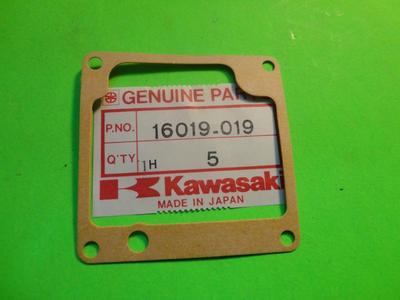 GENUINE PA
P.NO. 16019-019
Q'TY 1H 5
Kawasaki
MADE IN JAPAN